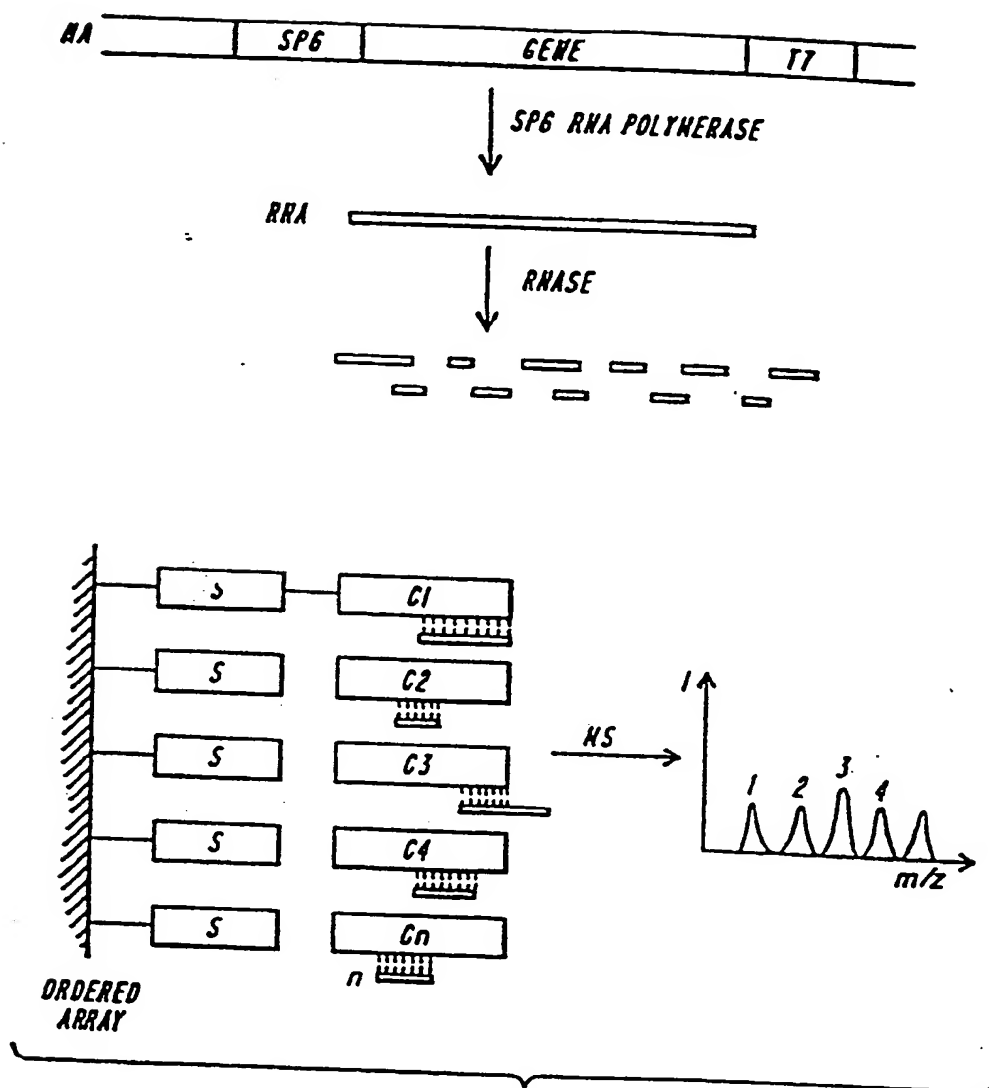 NA SP6 GENE T7
SP6 RNA POLYMERASE
RNA
RNASE
S C1
S C2
S C3
S C4
S Cn
n
ORDERED
ARRAY
MS
I
1 2 3 4
m/z